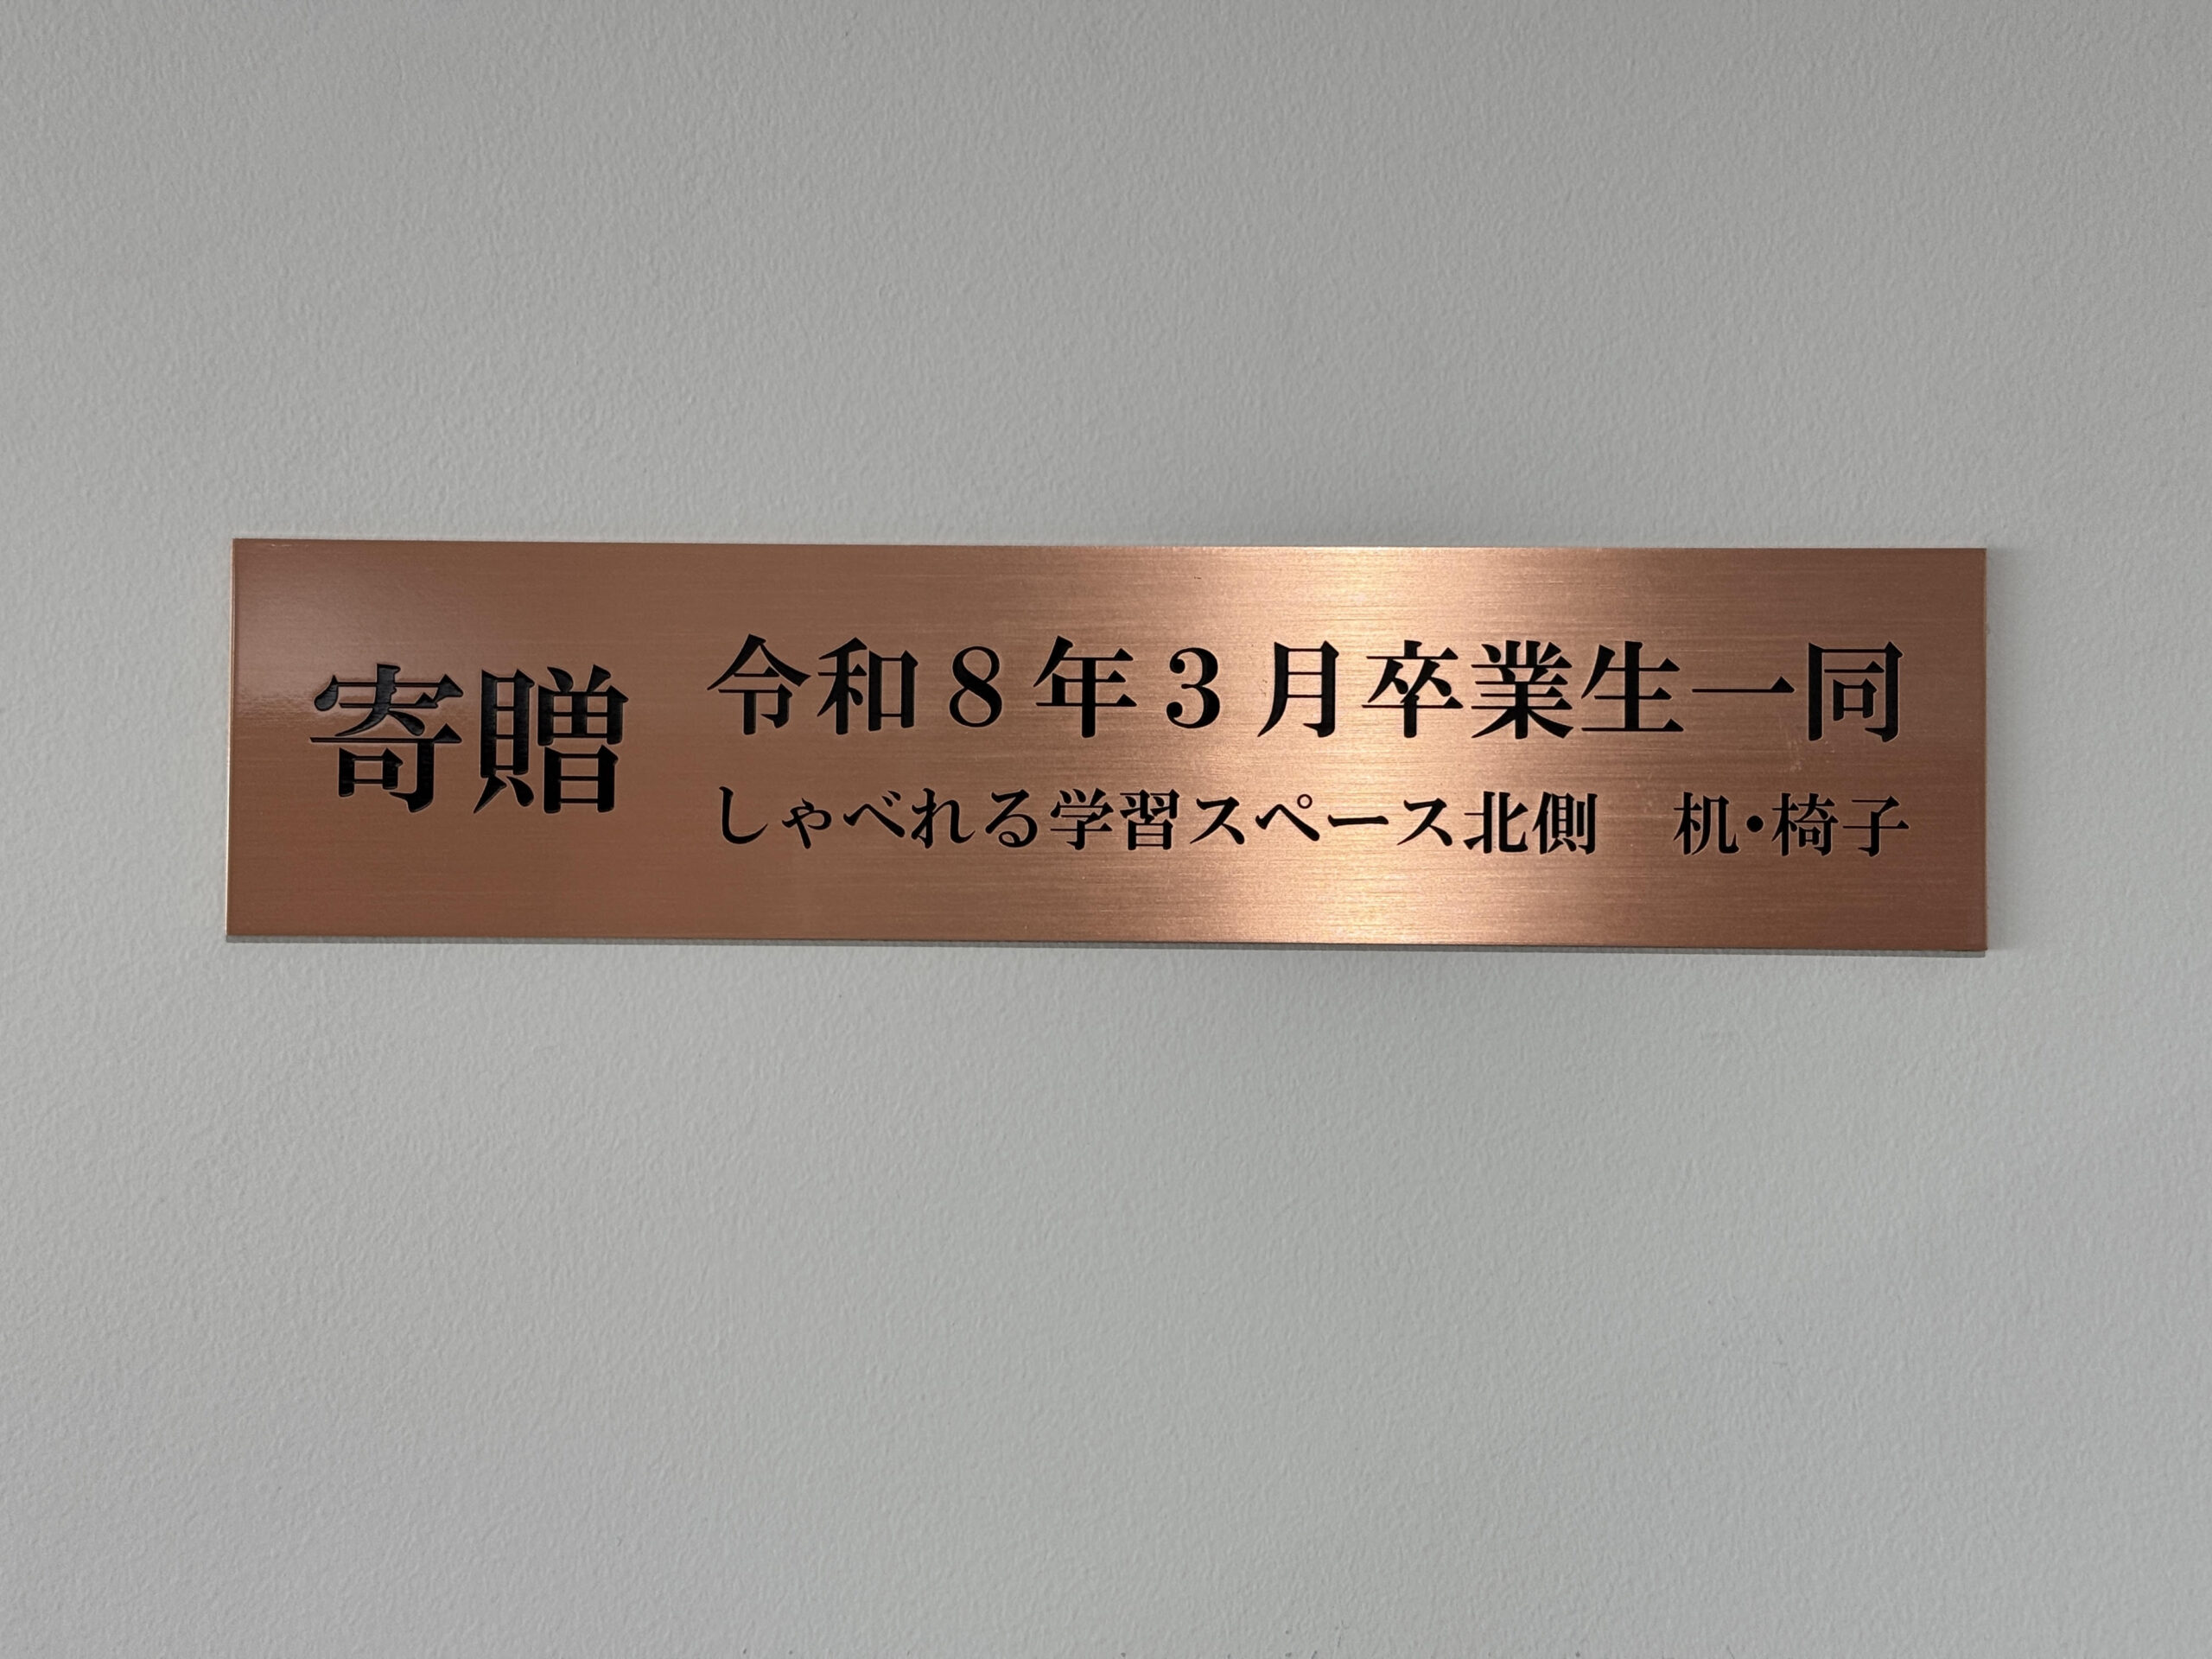 寄贈
令和８年３月卒業生一同
しゃべれる学習スペース北側　机・椅子